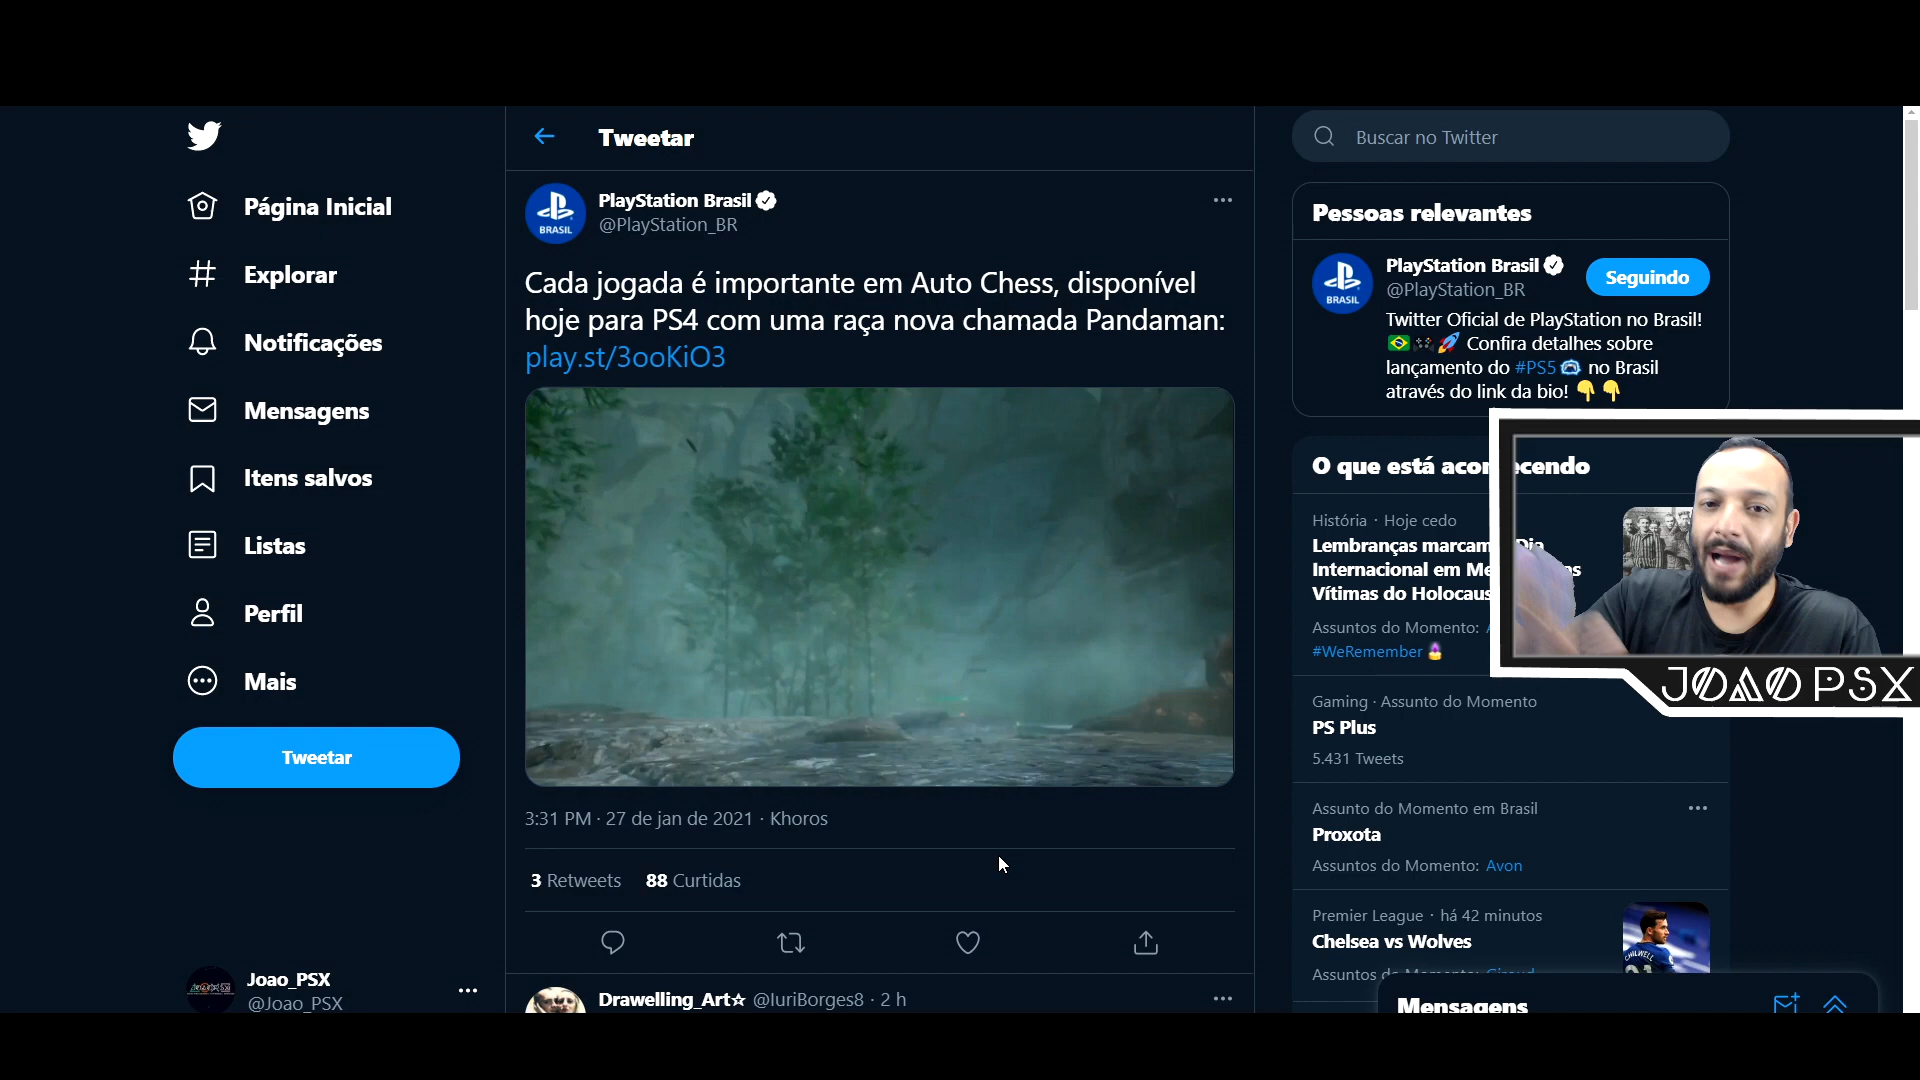 Página Inicial
Explorar
Notificações
Mensagens
Itens salvos
Listas
Perfil
Mais
Tweetar
Joao_PSX
@Joao_PSX
Tweetar
PlayStation Brasil
@PlayStation_BR
BRASIL
Cada jogada é importante em Auto Chess, disponível
hoje para PS4 com uma raça nova chamada Pandaman:
play.st/3ooKiO3
3:31 PM · 27 de jan de 2021 · Khoros
3 Retweets 88 Curtidas
Drawelling_Art☆ @IuriBorges8 · 2 h
Buscar no Twitter
Pessoas relevantes
PlayStation Brasil
@PlayStation_BR
BRASIL
Seguindo
Twitter Oficial de PlayStation no Brasil!
🇧🇷🎮🚀 Confira detalhes sobre
lançamento do #PS5 no Brasil
através do link da bio! 👇👇
O que está acontecendo
História · Hoje cedo
Lembranças marcam Dia
Internacional em
Vítimas do
Assuntos do Momento:
#WeRemember
Gaming · Assunto do Momento
PS Plus
5.431 Tweets
Assunto do Momento em Brasil
Proxota
Assuntos do Momento: Avon
Premier League · há 42 minutos
Chelsea vs Wolves
CHILWELL
21
Mensagens
JOAO PSX